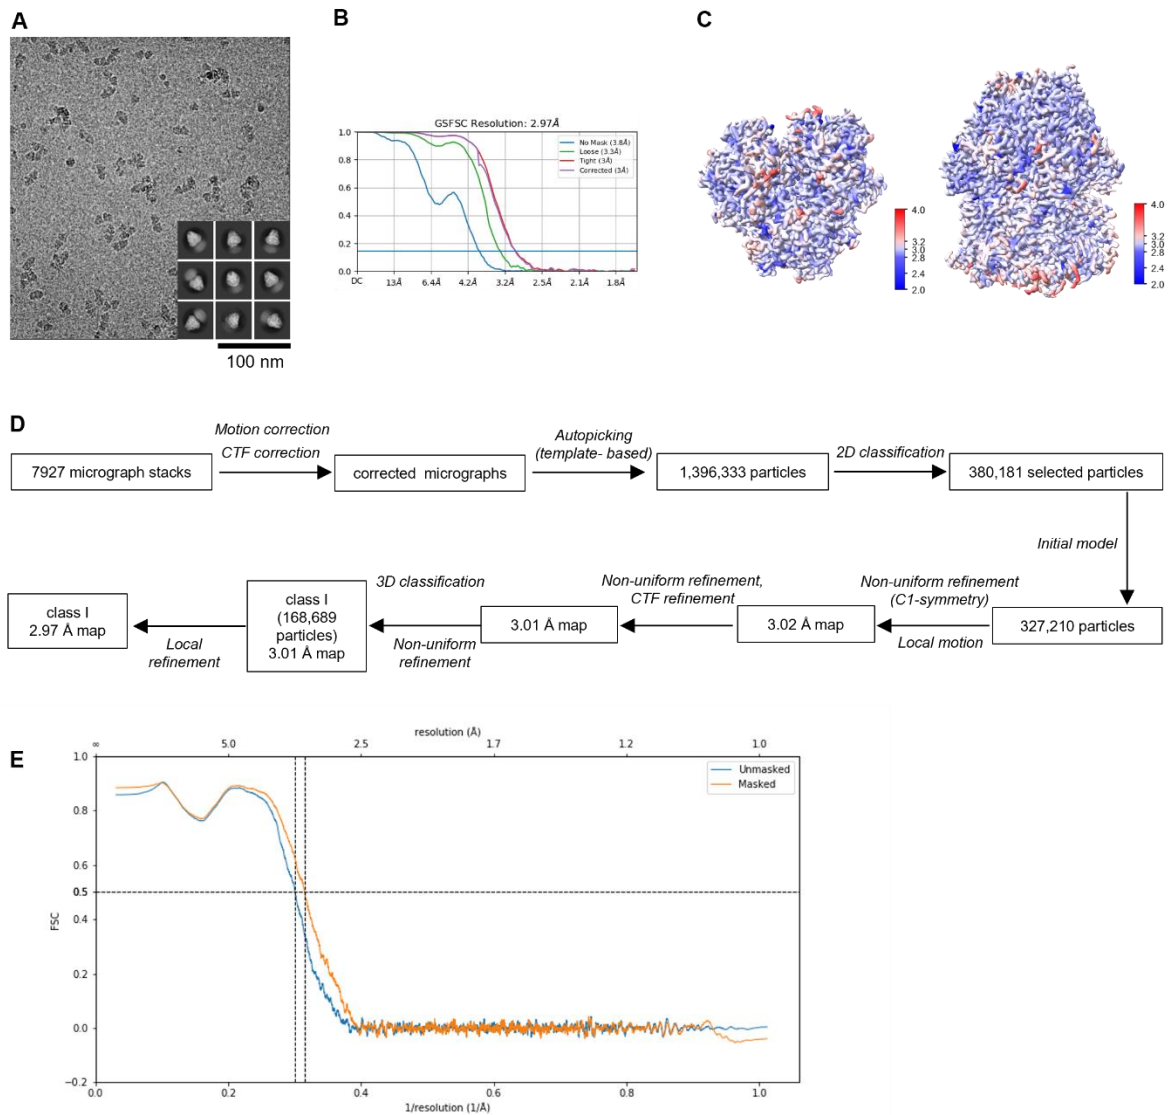 A
100 nm
B
GSFSC Resolution: 2.97Å
1.0
0.8
0.6
0.4
0.2
0.0
DC
13Å
6.4Å
4.2Å
3.2Å
2.5Å
2.1Å
1.8Å
No Mask (3.8Å)
Loose (3.3Å)
Tight (3Å)
Corrected (3Å)
C
4.0
3.2
3.0
2.8
2.0
4.0
3.2
3.0
2.8
2.0
D
7927 micrograph stacks
Motion correction
CTF correction
corrected micrographs
Autopicking
(template- based)
1,396,333 particles
2D classification
380,181 selected particles
Initial model
327,210 particles
Non-uniform refinement
(C1-symmetry)
Local motion
3.02 Å map
Non-uniform refinement,
CTF refinement
3.01 Å map
3D classification
Non-uniform
refinement
class I
(168,689
particles)
3.01 Å map
Local
refinement
class I
2.97 Å map
E
resolution (Å)
∞
5.0
2.5
1.7
1.2
1.0
Unmasked
Masked
1.0
0.8
0.6
0.5
0.4
0.2
0.0
−0.2
FSC
0.0
0.2
0.4
0.6
0.8
1.0
1/resolution (1/Å)